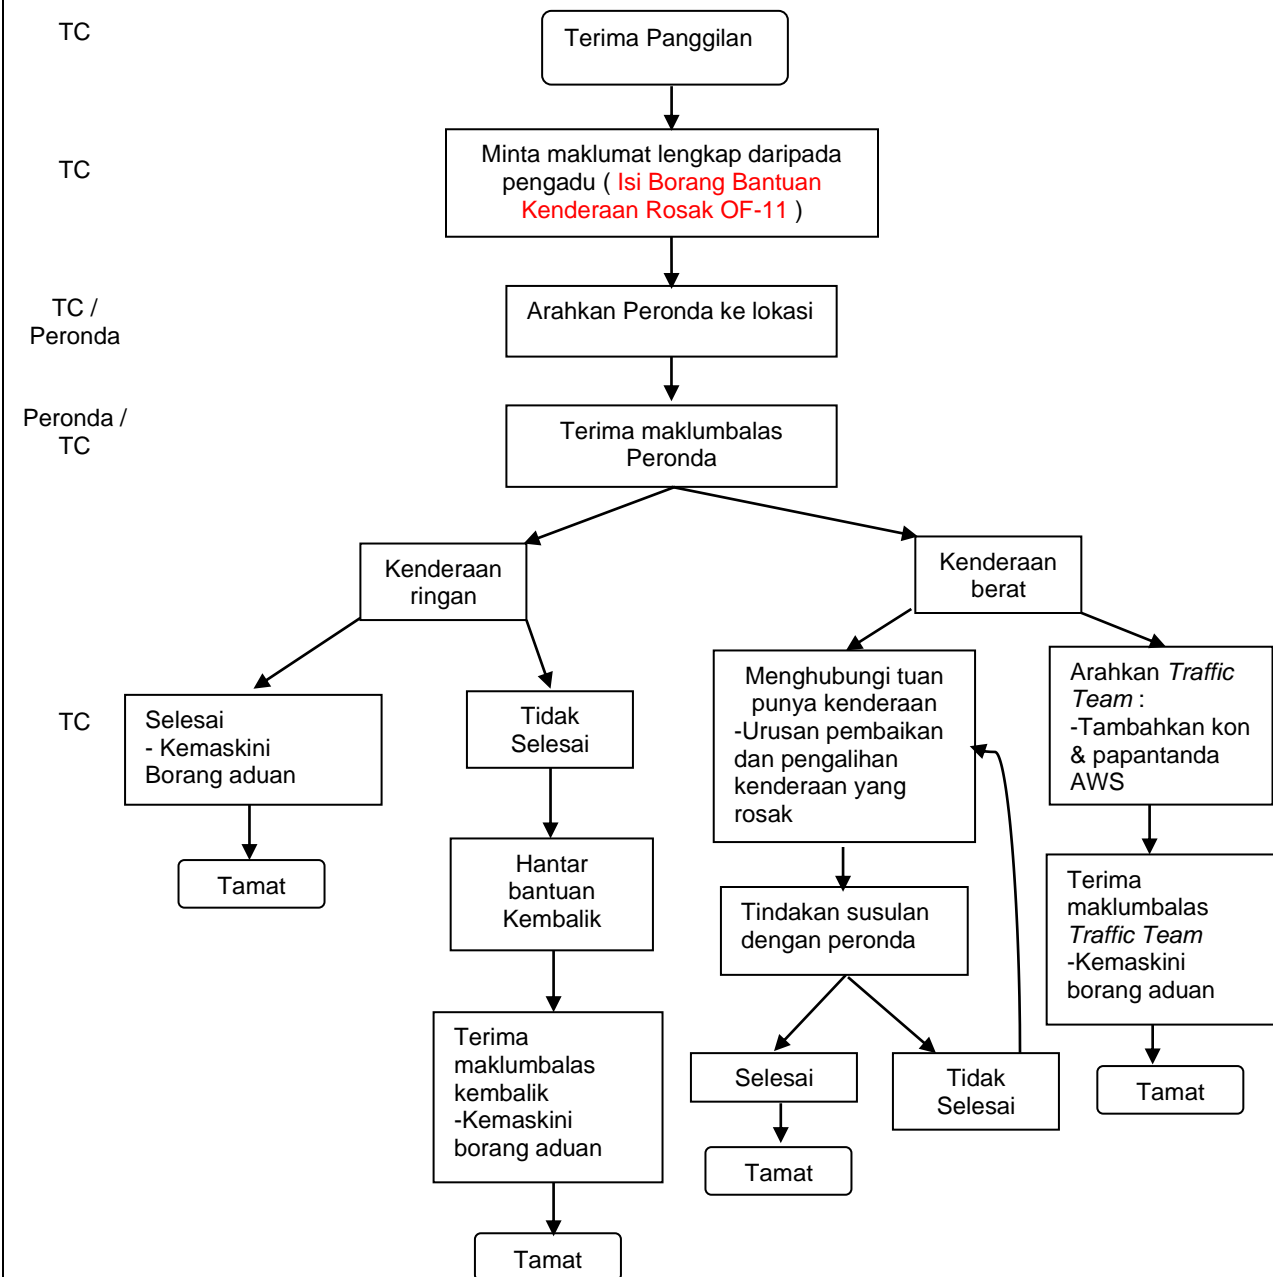 TC
Terima Panggilan
TC
Minta maklumat lengkap daripada
pengadu ( Isi Borang Bantuan
Kenderaan Rosak OF-11 )
TC /
Peronda
Arahkan Peronda ke lokasi
Peronda /
TC
Terima maklumbalas
Peronda
Kenderaan
ringan
Kenderaan
berat
TC
Selesai
- Kemaskini
Borang aduan
Tamat
Tidak
Selesai
Hantar
bantuan
Kembalik
Terima
maklumbalas
kembalik
-Kemaskini
borang aduan
Tamat
Menghubungi tuan
punya kenderaan
-Urusan pembaikan
dan pengalihan
kenderaan yang
rosak
Tindakan susulan
dengan peronda
Selesai
Tamat
Tidak
Selesai
Arahkan Traffic
Team :
-Tambahkan kon
& papantanda
AWS
Terima
maklumbalas
Traffic Team
-Kemaskini
borang aduan
Tamat